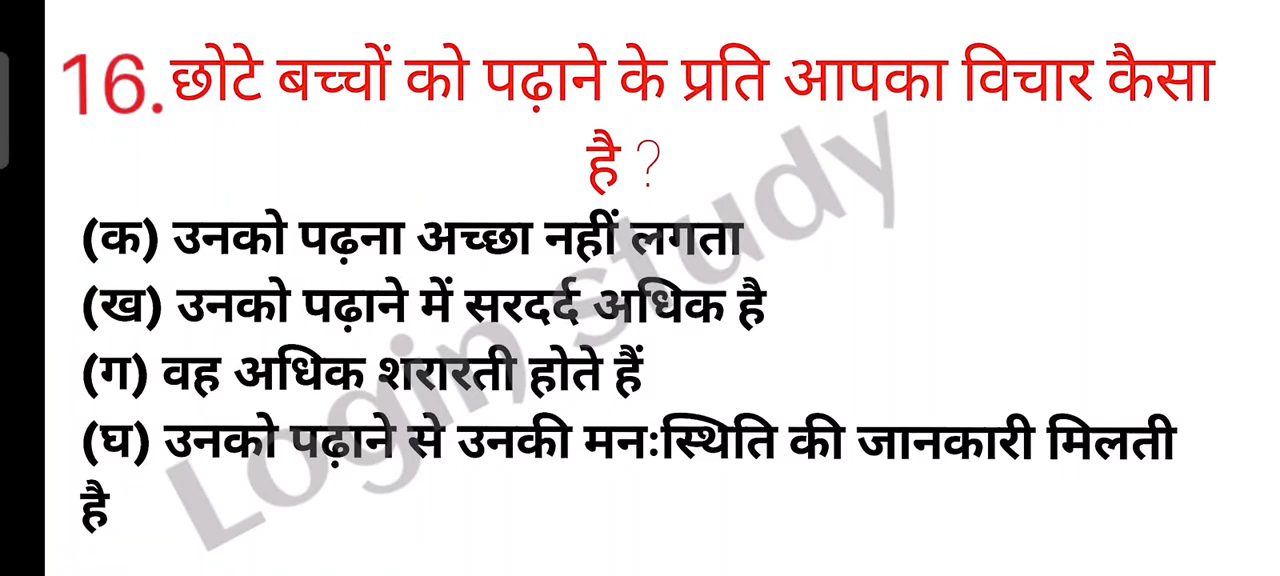 16. छोटे बच्चों को पढ़ाने के प्रति आपका विचार कैसा
है ?
(क) उनको पढ़ना अच्छा नहीं लगता
(ख) उनको पढ़ाने में सरदर्द अधिक है
(ग) वह अधिक शरारती होते हैं
(घ) उनको पढ़ाने से उनकी मनःस्थिति की जानकारी मिलती
है
Login study